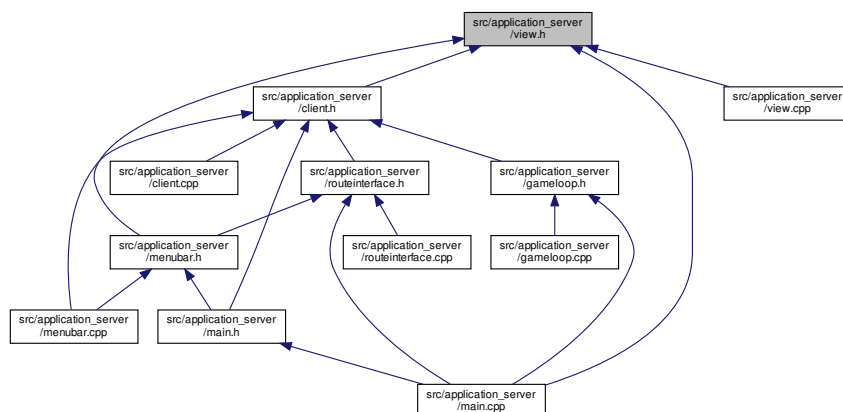 src/application_server
/view.h
src/application_server
/client.h
src/application_server
/view.cpp
src/application_server
/client.cpp
src/application_server
/routeinterface.h
src/application_server
/gameloop.h
src/application_server
/menubar.h
src/application_server
/routeinterface.cpp
src/application_server
/gameloop.cpp
src/application_server
/menubar.cpp
src/application_server
/main.h
src/application_server
/main.cpp